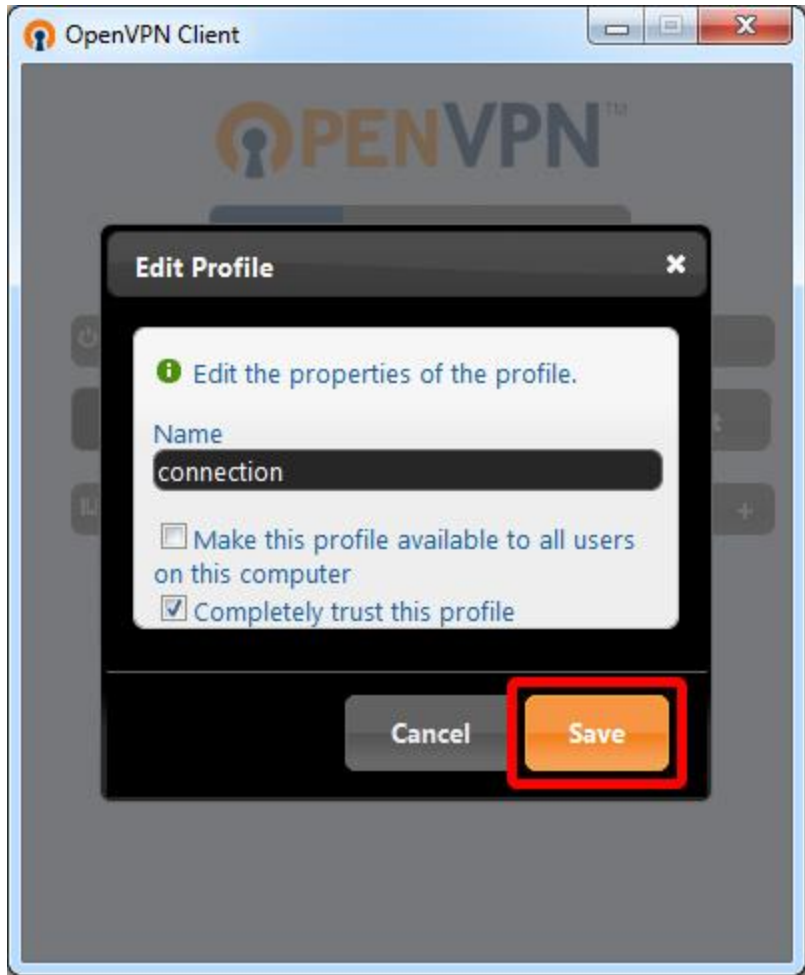 OpenVPN Client
OPENVPN™
Edit Profile
Edit the properties of the profile.
Name
connection
Make this profile available to all users
on this computer
Completely trust this profile
Cancel
Save